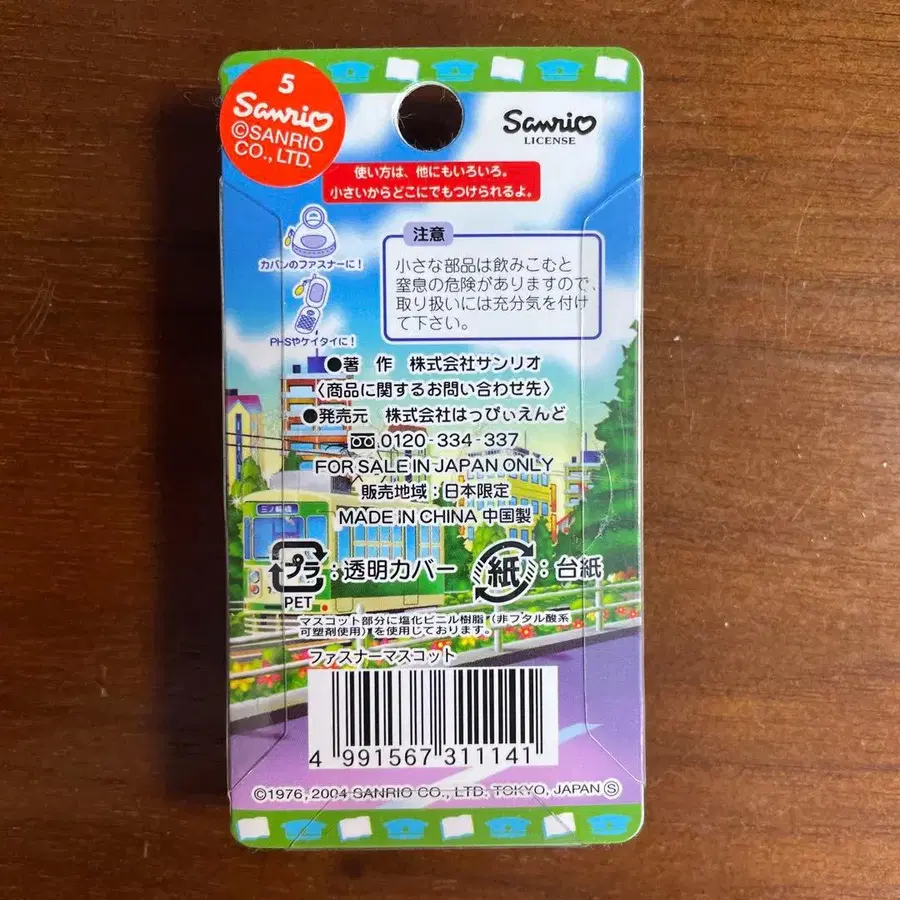 5
Sanrio
©SANRIO
CO., LTD.
Sanrio
LICENSE
使い方は、他にもいろいろ。
小さいからどこにでもつけられるよ。
カバンのファスナーに！
PHSやケイタイに！
注意
小さな部品は飲みこむと
窒息の危険がありますので、
取り扱いには充分気を付け
て下さい。
●著 作 株式会社サンリオ
〈商品に関するお問い合わせ先〉
●発売元 株式会社はっぴぃえんど
0120-334-337
FOR SALE IN JAPAN ONLY
販売地域：日本限定
MADE IN CHINA 中国製
三ノ輪橋
プラ：透明カバー
PET
紙：台紙
マスコット部分に塩化ビニル樹脂（非フタル酸系
可塑剤使用）を使用しております。
ファスナーマスコット
4 991567 311141
©1976, 2004 SANRIO CO., LTD. TOKYO, JAPAN Ⓢ